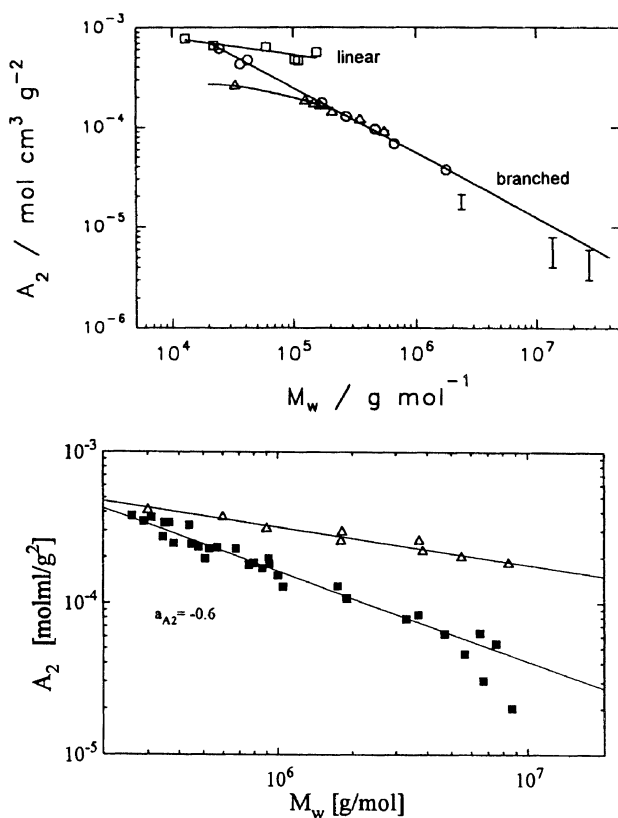 10⁻³
10⁻⁴
10⁻⁵
10⁻⁶
A₂ / mol cm³ g⁻²
linear
branched
10⁴ 10⁵ 10⁶ 10⁷
M_w / g mol⁻¹
10⁻³
10⁻⁴
10⁻⁵
A₂ [molml/g²]
a_A2= -0.6
10⁶ 10⁷
M_w [g/mol]